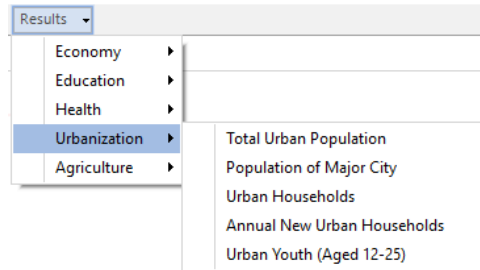 Results
Economy
Education
Health
Urbanization
Agriculture
Total Urban Population
Population of Major City
Urban Households
Annual New Urban Households
Urban Youth (Aged 12-25)